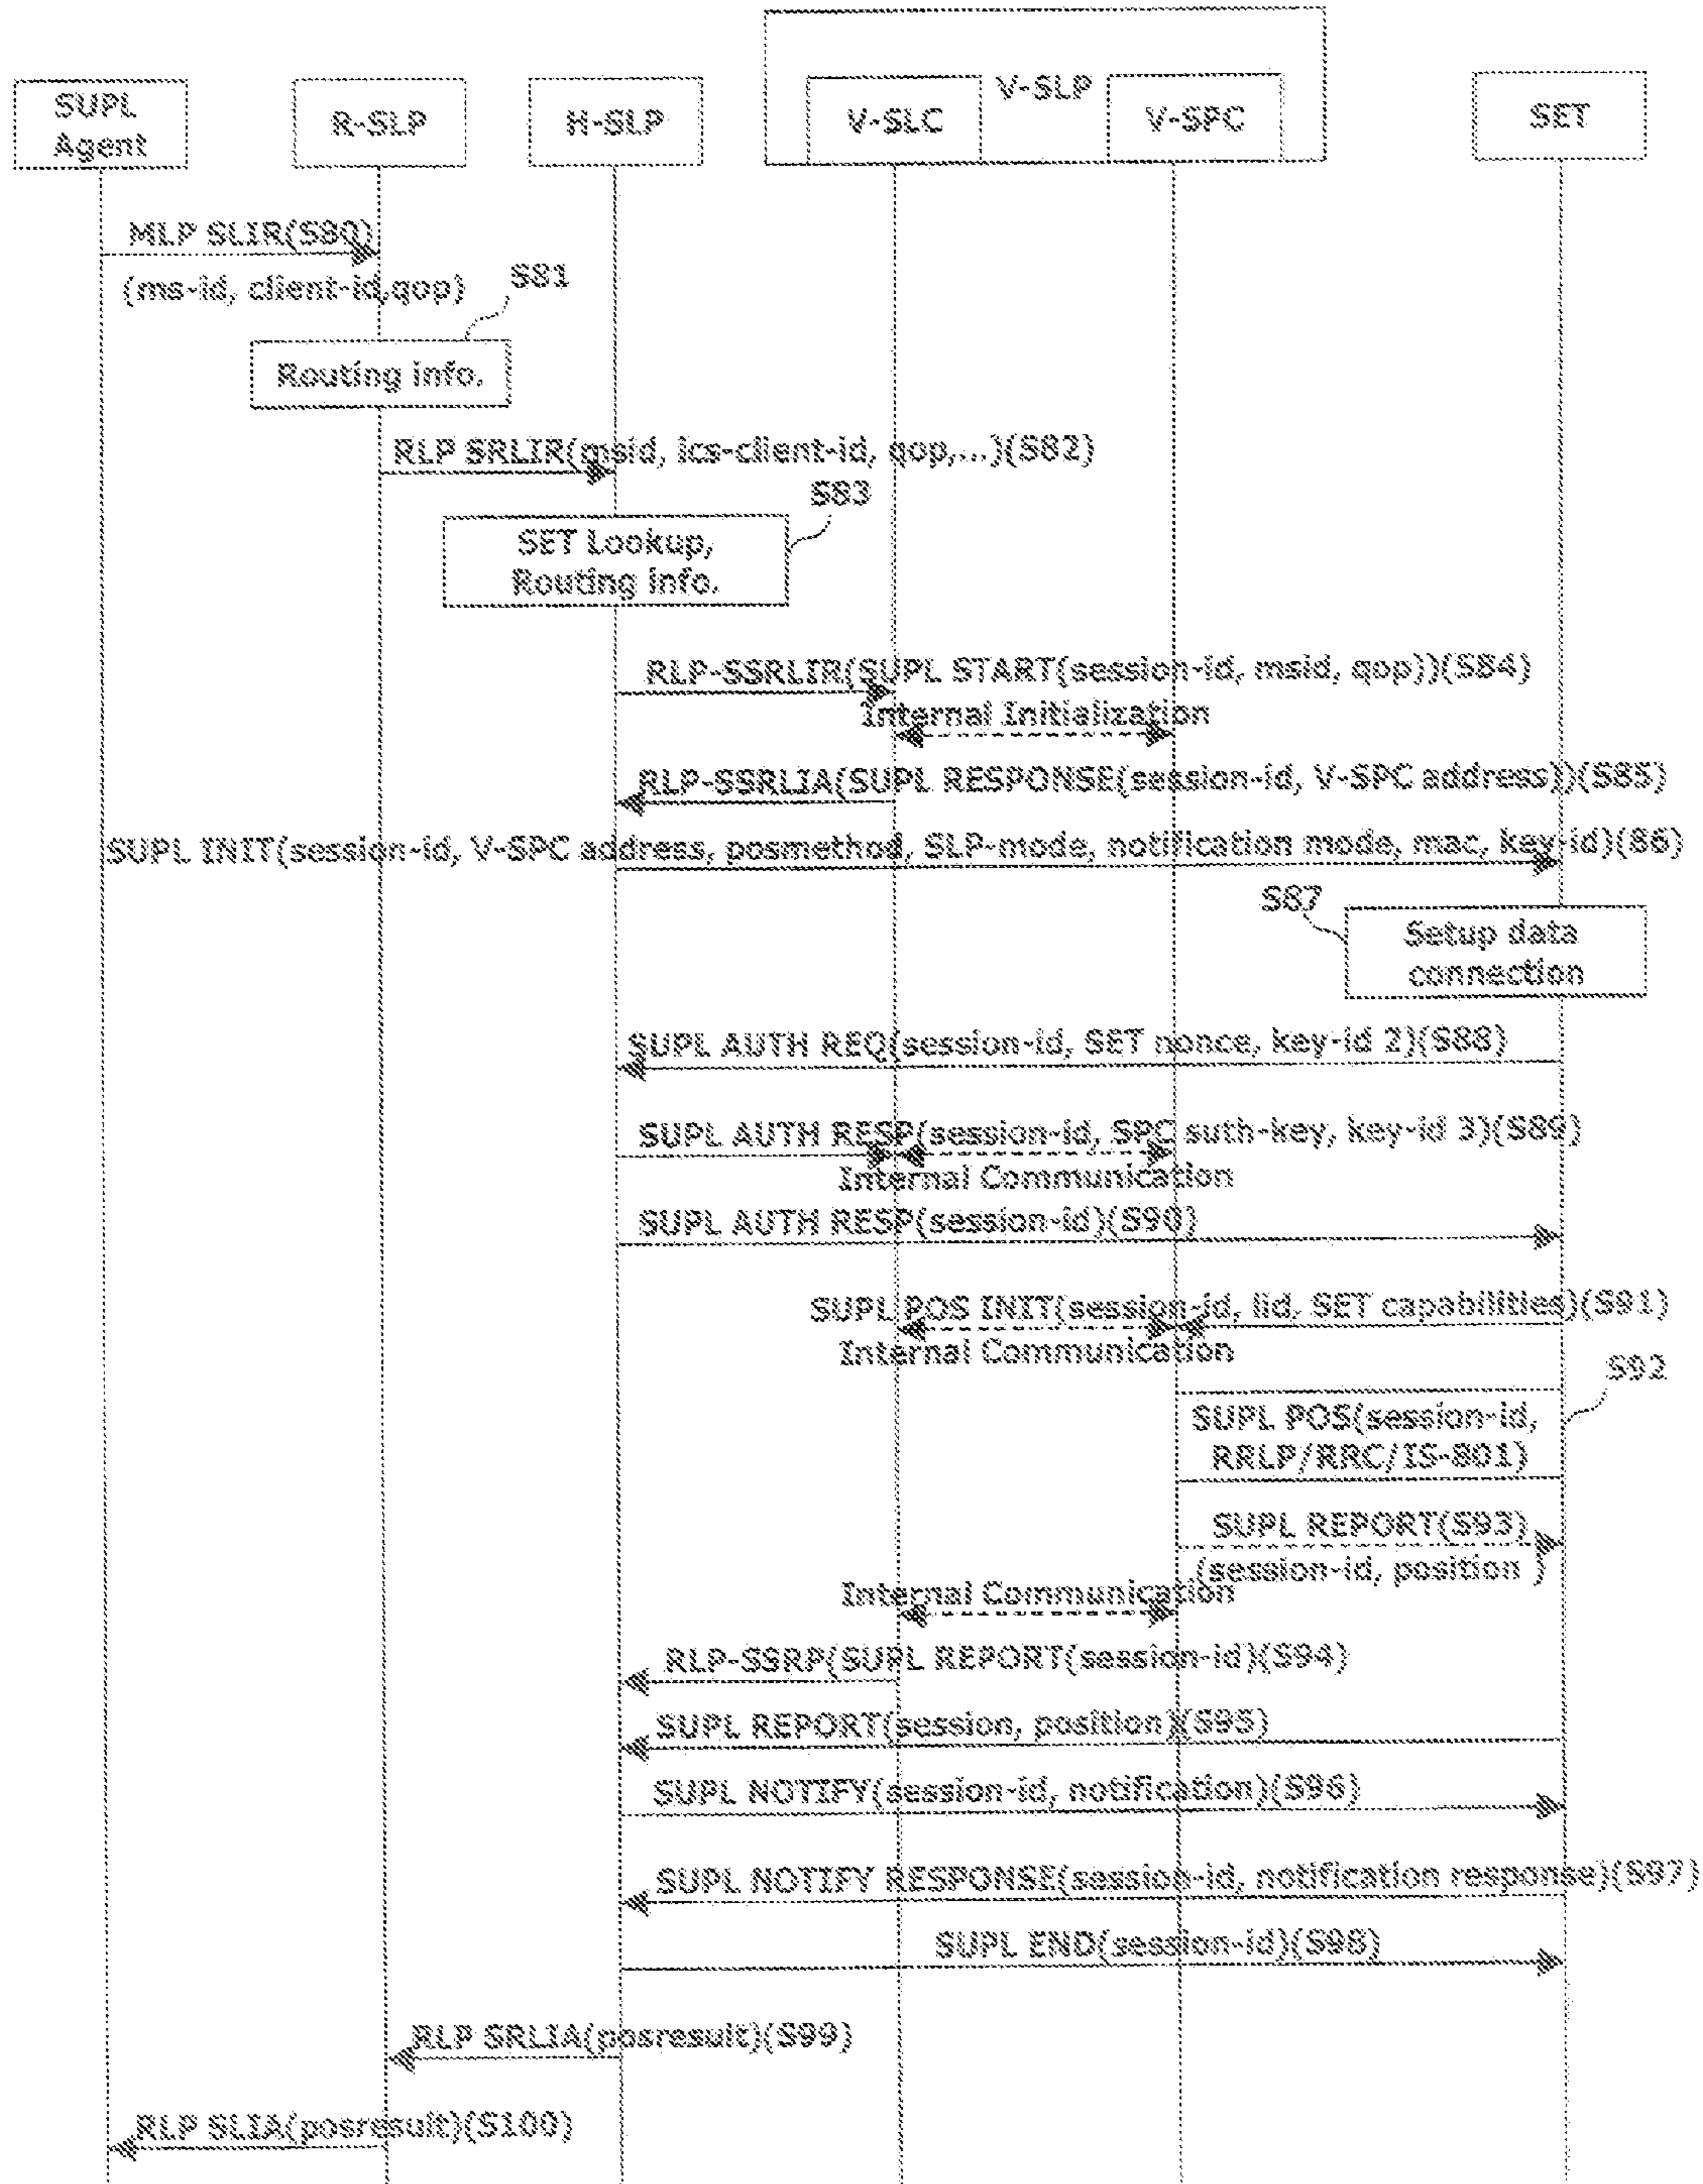 V-SLP
SUPL
Agent
R-SLP
H-SLP
V-SLC
V-SPC
SET
MLP SLIR(S80)
(ms-id, client-id,qop)
S81
Routing info.
RLP SRLIR(msid, ics-client-id, qop,...)(S82)
S83
SET Lookup,
Routing info.
RLP-SSRLIR(SUPL START(session-id, msid, qop))(S84)
Internal Initialization
RLP-SSRLIA(SUPL RESPONSE(session-id, V-SPC address))(S85)
SUPL INIT(session-id, V-SPC address, posmethod, SLP-mode, notification mode, mac, key-id)(86)
S87
Setup data
connection
SUPL AUTH REQ(session-id, SET nonce, key-id 2)(S88)
SUPL AUTH RESP(session-id, SPC suth-key, key-id 3)(S89)
Internal Communication
SUPL AUTH RESP(session-id)(S90)
SUPL POS INIT(session-id, lid, SET capabilities)(S91)
Internal Communication
S92
SUPL POS(session-id,
RRLP/RRC/IS-801)
SUPL REPORT(S93)
(session-id, position )
Internal Communication
RLP-SSRP(SUPL REPORT(session-id)(S94)
SUPL REPORT(session, position)(S95)
SUPL NOTIFY(session-id, notification)(S96)
SUPL NOTIFY RESPONSE(session-id, notification response)(S97)
SUPL END(session-id)(S98)
RLP SRLIA(posresult)(S99)
RLP SLIA(posresult)(S100)